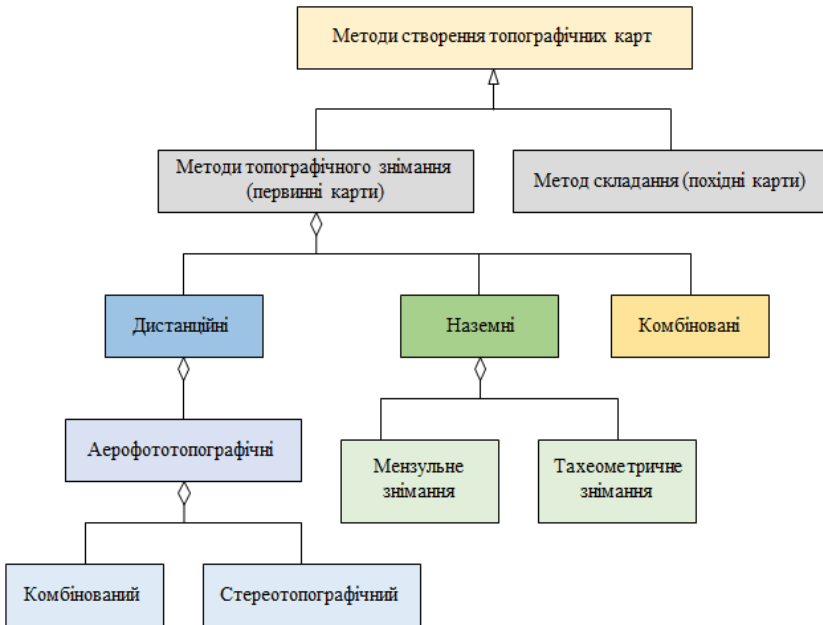 Методи створення топографічних карт
Методи топографічного знімання
(первинні карти)
Метод складання (похідні карти)
Дистанційні
Наземні
Комбіновані
Аерофототопографічні
Мензульне
знімання
Тахеометричне
знімання
Комбінований
Стереотопографічний